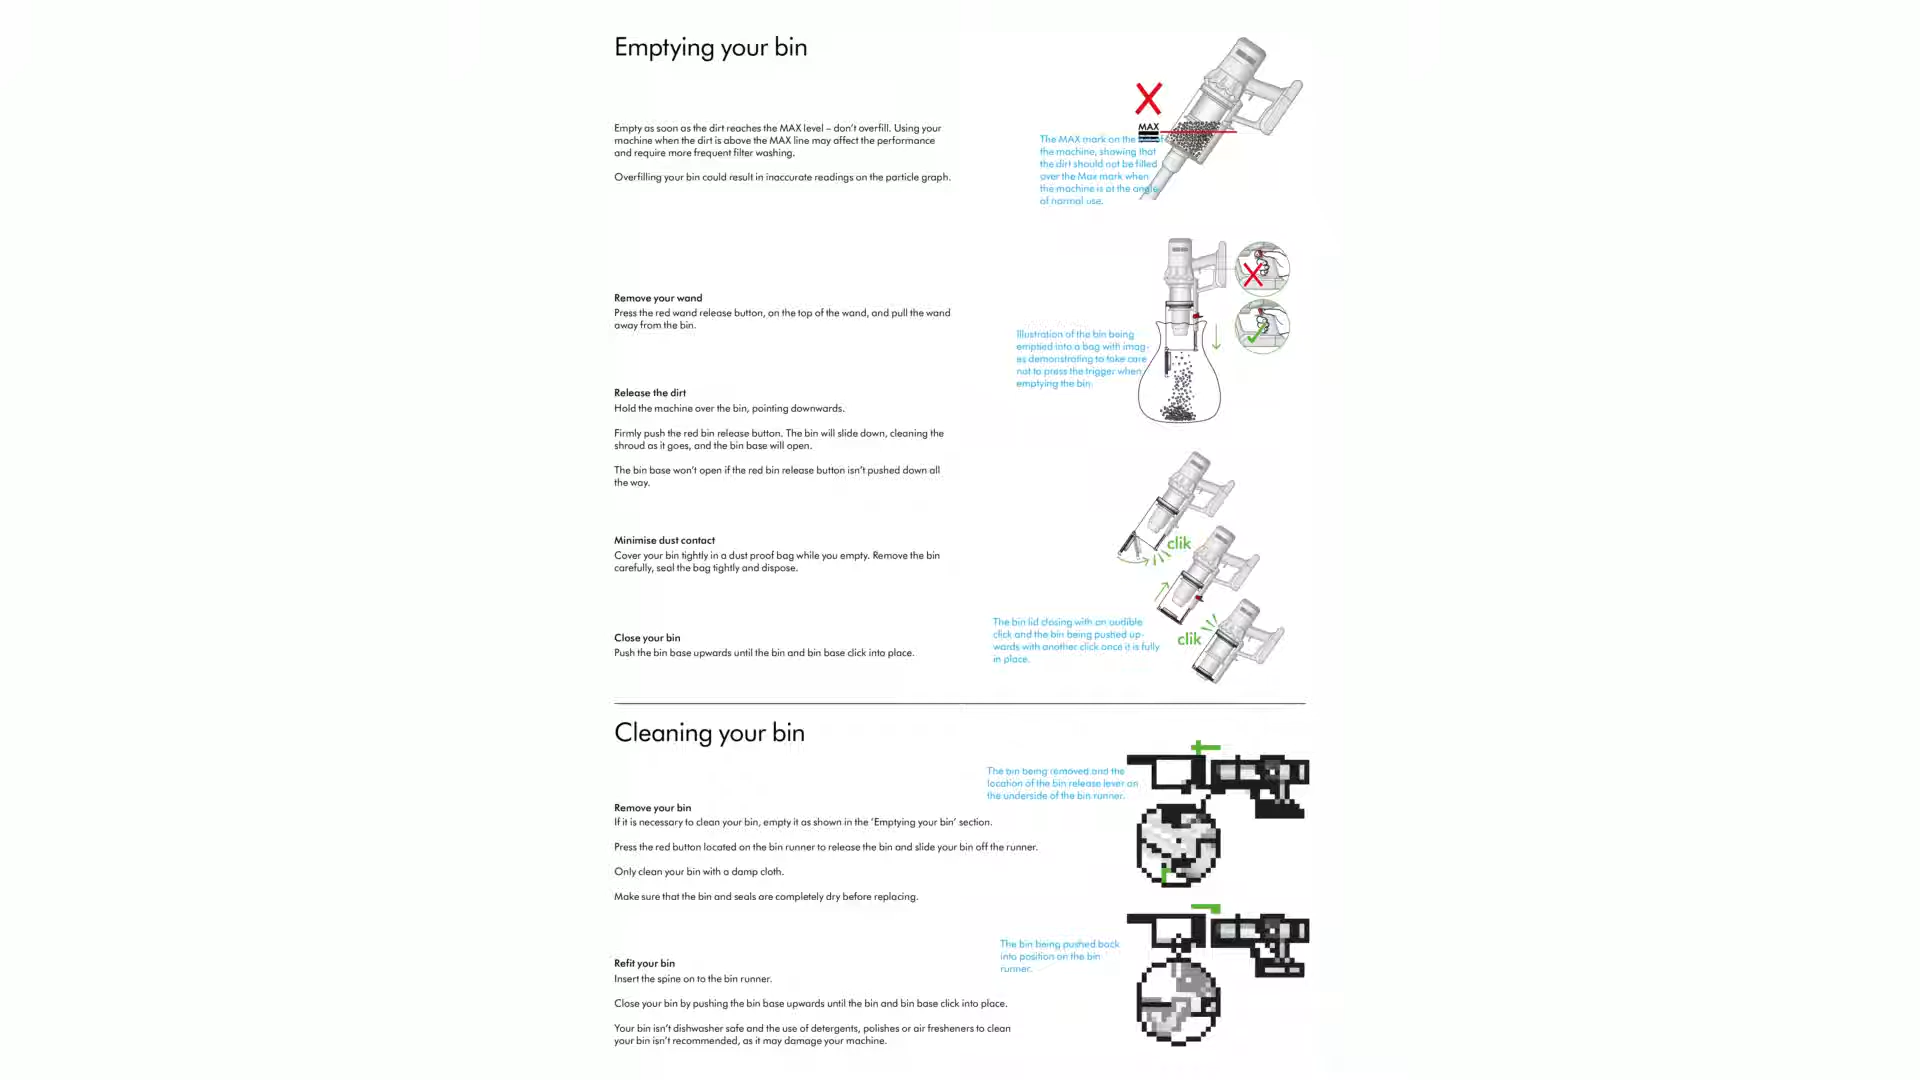 Emptying your bin
Empty as soon as the dirt reaches the MAX level – don't overfill. Using your
machine when the dirt is above the MAX line may affect the performance
and require more frequent filter washing.
Overfilling your bin could result in inaccurate readings on the particle graph.
MAX
The MAX mark on the
the machine, showing that
the dirt should not be filled
over the Max mark when
the machine is at the angle
of normal use.
Remove your wand
Press the red wand release button, on the top of the wand, and pull the wand
away from the bin.
Illustration of the bin being
emptied into a bag with imag-
es demonstrating to take care
not to press the trigger when
emptying the bin.
Release the dirt
Hold the machine over the bin, pointing downwards.
Firmly push the red bin release button. The bin will slide down, cleaning the
shroud as it goes, and the bin base will open.
The bin base won't open if the red bin release button isn't pushed down all
the way.
Minimise dust contact
Cover your bin tightly in a dust proof bag while you empty. Remove the bin
carefully, seal the bag tightly and dispose.
clik
Close your bin
Push the bin base upwards until the bin and bin base click into place.
The bin lid closing with an audible
click and the bin being pushed up-
wards with another click once it is fully
in place.
clik
Cleaning your bin
The bin being removed and the
location of the bin release lever on
the underside of the bin runner.
Remove your bin
If it is necessary to clean your bin, empty it as shown in the 'Emptying your bin' section.
Press the red button located on the bin runner to release the bin and slide your bin off the runner.
Only clean your bin with a damp cloth.
Make sure that the bin and seals are completely dry before replacing.
The bin being pushed back
into position on the bin
runner.
Refit your bin
Insert the spine on to the bin runner.
Close your bin by pushing the bin base upwards until the bin and bin base click into place.
Your bin isn't dishwasher safe and the use of detergents, polishes or air fresheners to clean
your bin isn't recommended, as it may damage your machine.